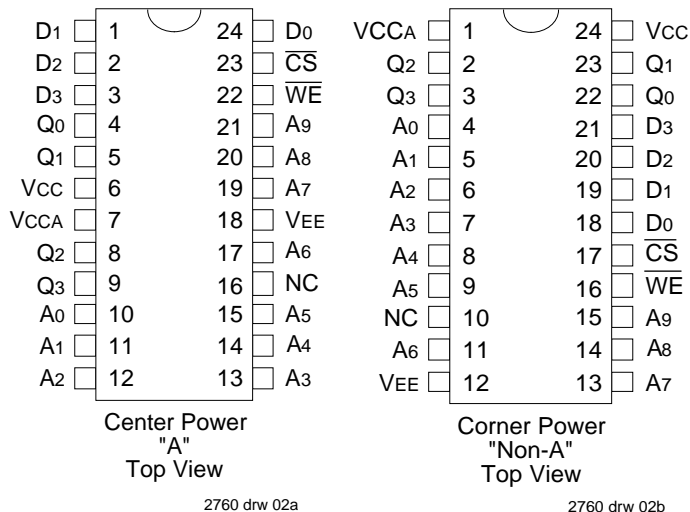 D1 1 24 D0
D2 2 23 CS
D3 3 22 WE
Q0 4 21 A9
Q1 5 20 A8
VCC 6 19 A7
VCCA 7 18 VEE
Q2 8 17 A6
Q3 9 16 NC
A0 10 15 A5
A1 11 14 A4
A2 12 13 A3
Center Power
"A"
Top View
2760 drw 02a
VCCA 1 24 VCC
Q2 2 23 Q1
Q3 3 22 Q0
A0 4 21 D3
A1 5 20 D2
A2 6 19 D1
A3 7 18 D0
A4 8 17 CS
A5 9 16 WE
NC 10 15 A9
A6 11 14 A8
VEE 12 13 A7
Corner Power
"Non-A"
Top View
2760 drw 02b